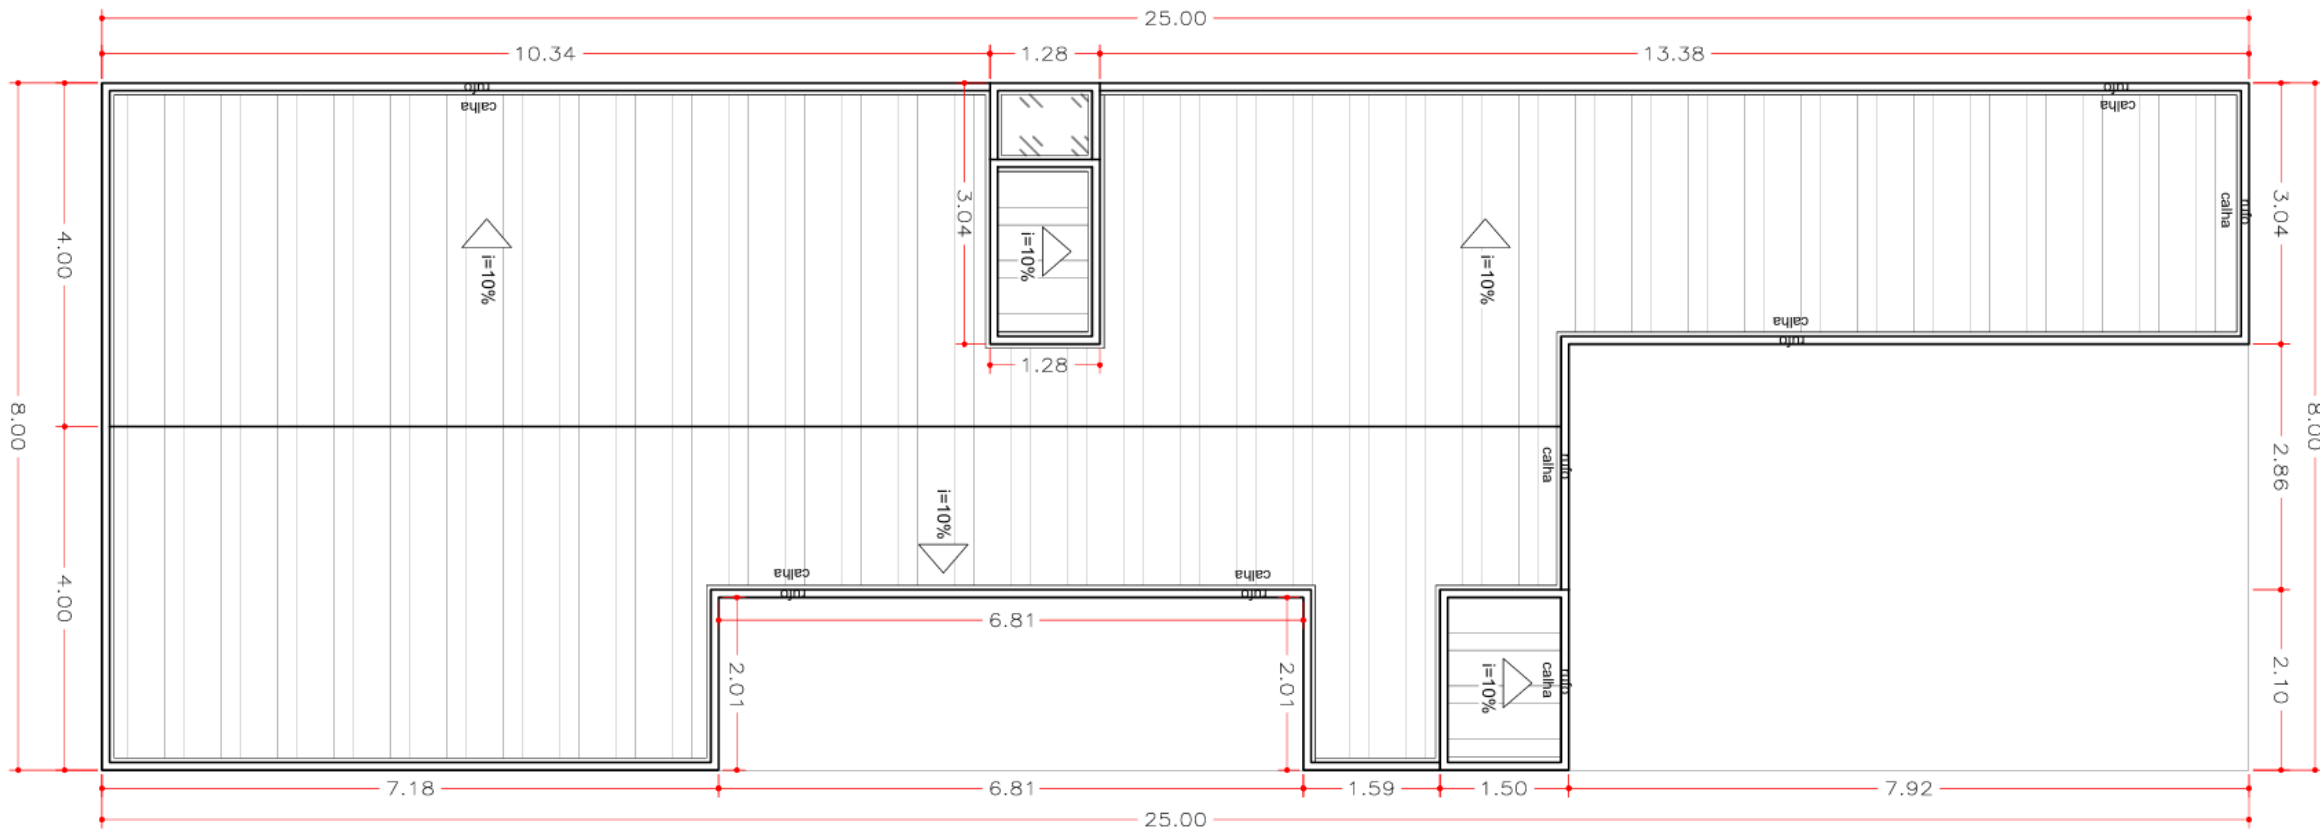 25.00
10.34
1.28
13.38
rufo
calha
rufo
calha
4.00
3.04
i=10%
i=10%
i=10%
calha
rufo
3.04
calha
rufo
1.28
8.00
8.00
calha
rufo
2.86
i=10%
calha
rufo
calha
rufo
4.00
6.81
2.01
2.01
i=10%
calha
rufo
2.10
7.18
6.81
1.59
1.50
7.92
25.00